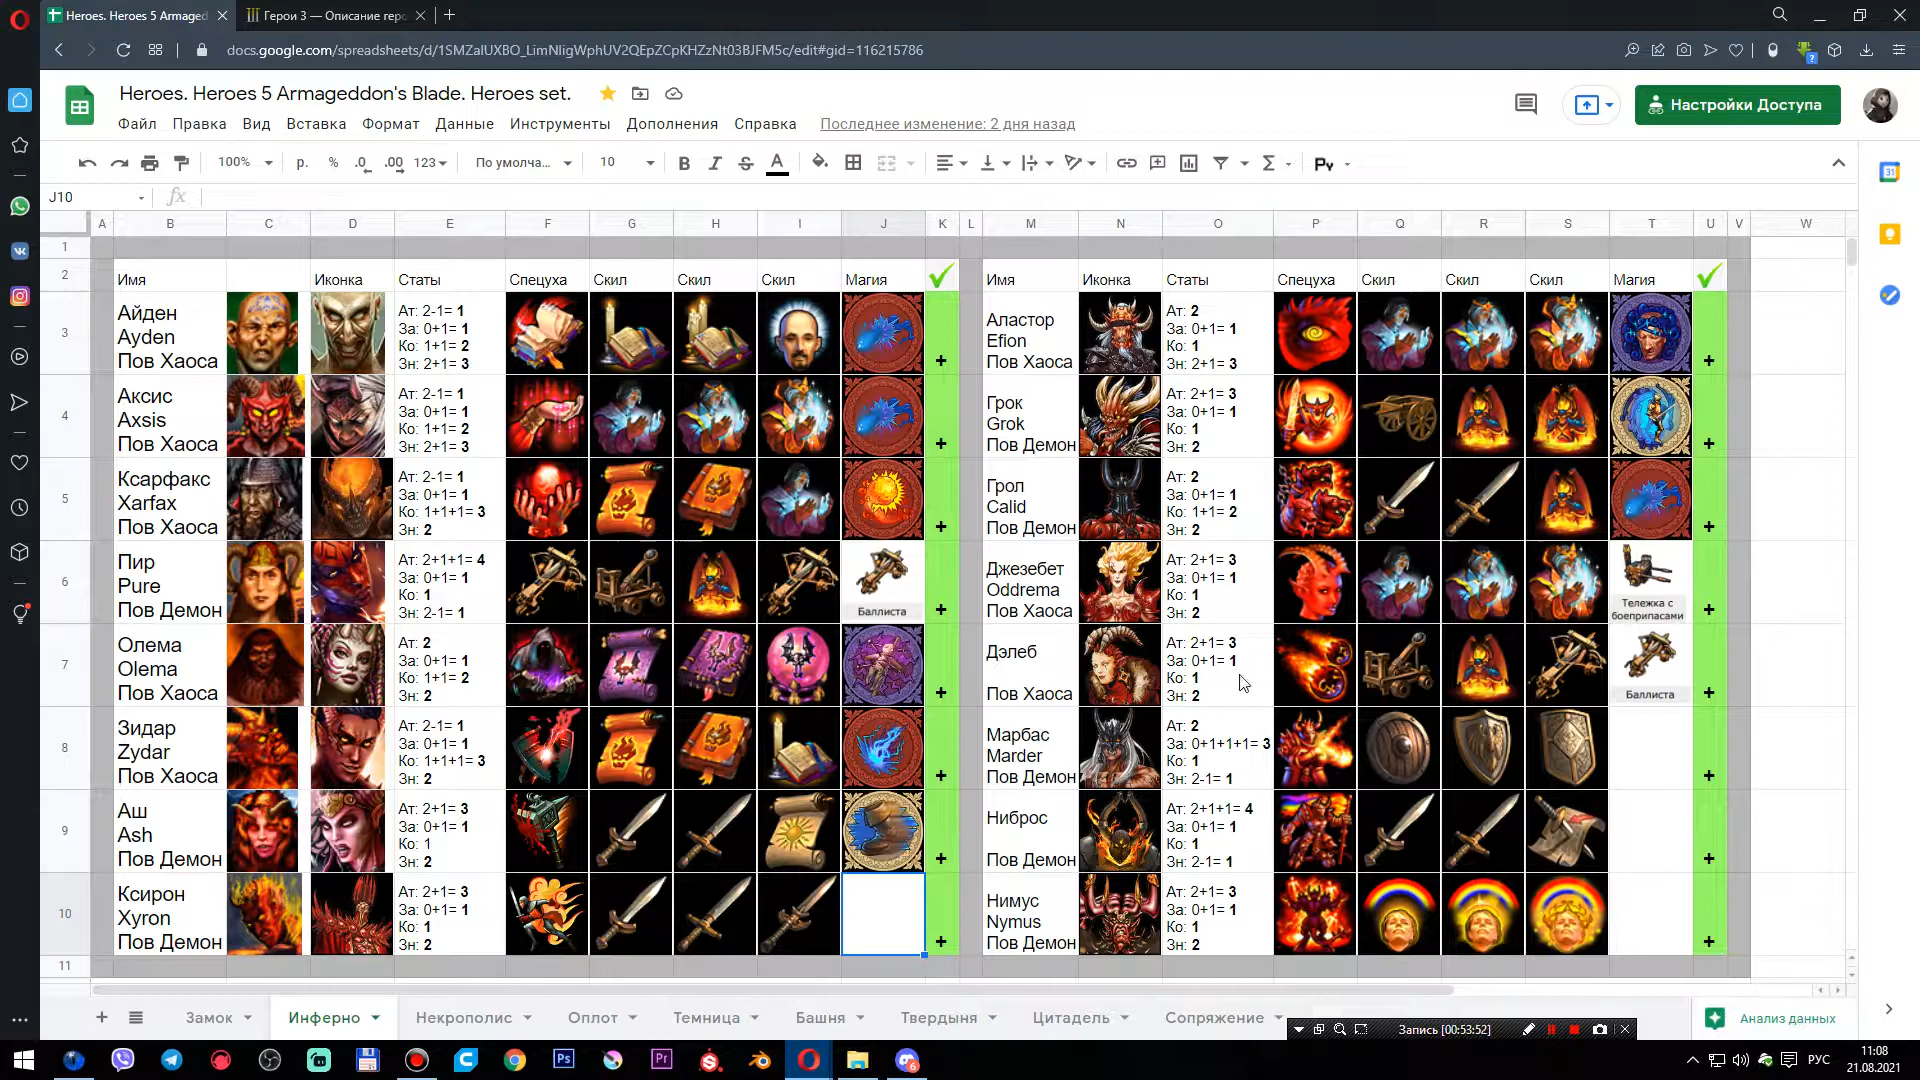 Heroes. Heroes 5 Armaged
Герои 3 — Описание геро
docs.google.com/spreadsheets/d/1SMZalUXBO_LimNIigWphUV2QEpZCpKHZzNt03BJFM5c/edit#gid=116215786
Heroes. Heroes 5 Armageddon's Blade. Heroes set.
Файл Правка Вид Вставка Формат Данные Инструменты Дополнения Справка Последнее изменение: 2 дня назад
Настройки Доступа
100% р. % .0 .00 123 По умолча... 10
J10
A B C D E F G H I J K L M N O P Q R S T U V W
1
2 Имя Иконка Статы Спецуха Скил Скил Скил Магия Имя Иконка Статы Спецуха Скил Скил Скил Магия
3
Айден
Ayden
Пов Хаоса
Ат: 2-1= 1
За: 0+1= 1
Ко: 1+1= 2
Зн: 2+1= 3
+
Аластор
Efion
Пов Хаоса
Ат: 2
За: 0+1= 1
Ко: 1
Зн: 2+1= 3
+
4
Аксис
Axsis
Пов Хаоса
Ат: 2-1= 1
За: 0+1= 1
Ко: 1+1= 2
Зн: 2+1= 3
+
Грок
Grok
Пов Демон
Ат: 2+1= 3
За: 0+1= 1
Ко: 1
Зн: 2
+
5
Ксарфакс
Xarfax
Пов Хаоса
Ат: 2-1= 1
За: 0+1= 1
Ко: 1+1+1= 3
Зн: 2
+
Грол
Calid
Пов Демон
Ат: 2
За: 0+1= 1
Ко: 1+1= 2
Зн: 2
+
6
Пир
Pure
Пов Демон
Ат: 2+1+1= 4
За: 0+1= 1
Ко: 1
Зн: 2-1= 1
Баллиста
+
Джезебет
Oddrema
Пов Хаоса
Ат: 2+1= 3
За: 0+1= 1
Ко: 1
Зн: 2
Тележка с
боеприпасами
+
7
Олема
Olema
Пов Хаоса
Ат: 2
За: 0+1= 1
Ко: 1+1= 2
Зн: 2
+
Дэлеб
Пов Хаоса
Ат: 2+1= 3
За: 0+1= 1
Ко: 1
Зн: 2
Баллиста
+
8
Зидар
Zydar
Пов Хаоса
Ат: 2-1= 1
За: 0+1= 1
Ко: 1+1+1= 3
Зн: 2
+
Марбас
Marder
Пов Демон
Ат: 2
За: 0+1+1+1= 3
Ко: 1
Зн: 2-1= 1
+
9
Аш
Ash
Пов Демон
Ат: 2+1= 3
За: 0+1= 1
Ко: 1
Зн: 2
+
Ниброс
Пов Демон
Ат: 2+1+1= 4
За: 0+1= 1
Ко: 1
Зн: 2-1= 1
+
10
Ксирон
Xyron
Пов Демон
Ат: 2+1= 3
За: 0+1= 1
Ко: 1
Зн: 2
+
Нимус
Nymus
Пов Демон
Ат: 2+1= 3
За: 0+1= 1
Ко: 1
Зн: 2
+
11
Замок Инферно Некрополис Оплот Темница Башня Твердыня Цитадель Сопряжение
Анализ данных
Запись [00:53:52]
РУС
11:08
21.08.2021